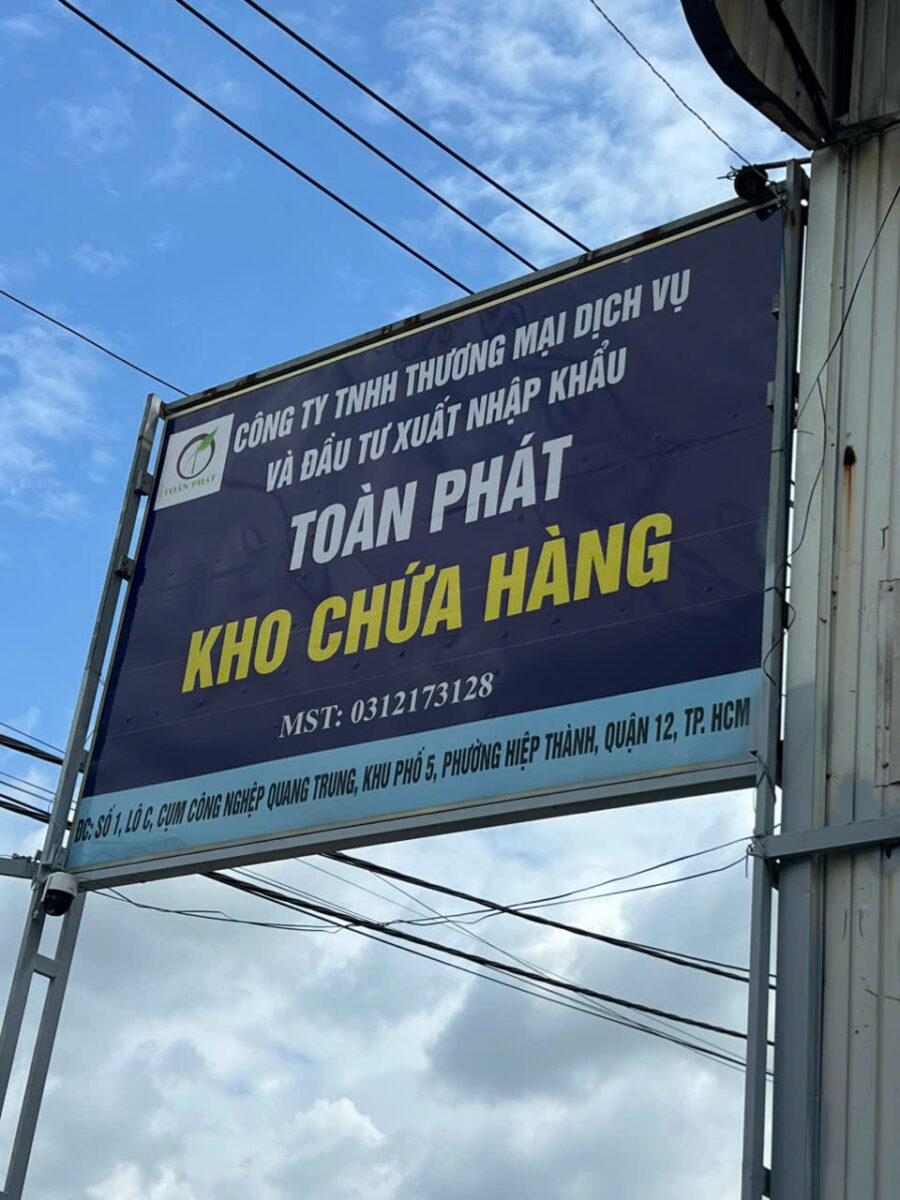 CÔNG TY TNHH THƯƠNG MẠI DỊCH VỤ
VÀ ĐẦU TƯ XUẤT NHẬP KHẨU
TOÀN PHÁT
TOÀN PHÁT
KHO CHỨA HÀNG
MST: 0312173128
ĐC: SỐ 1, LÔ C, CỤM CÔNG NGHỆP QUANG TRUNG, KHU PHỐ 5, PHƯỜNG HIỆP THÀNH, QUẬN 12, TP. HCM